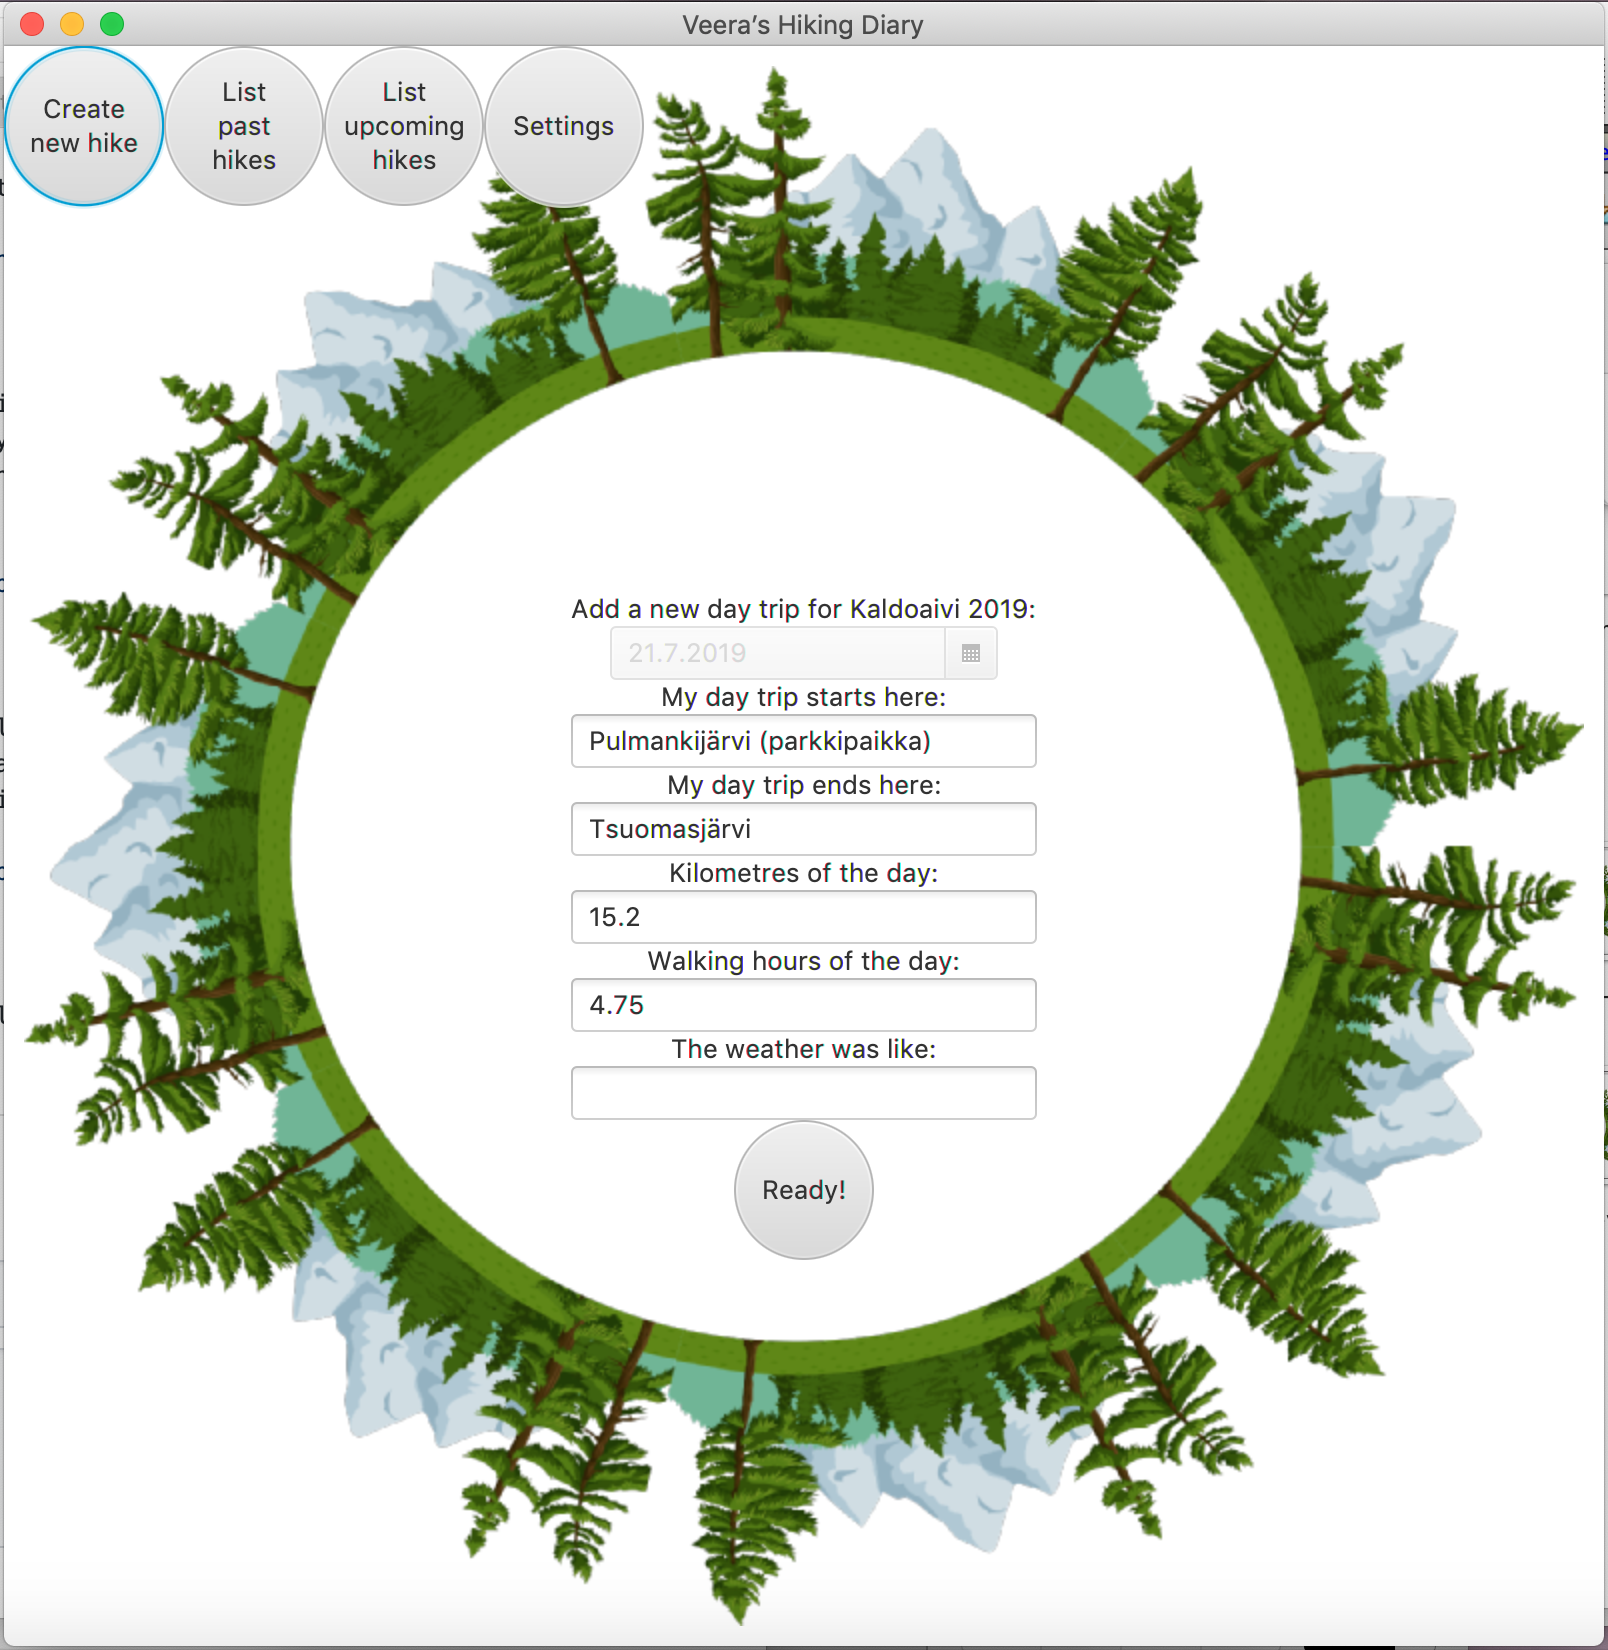 Veera's Hiking Diary
Create
new hike
List
past
hikes
List
upcoming
hikes
Settings
Add a new day trip for Kaldoaivi 2019:
21.7.2019
My day trip starts here:
Pulmankijärvi (parkkipaikka)
My day trip ends here:
Tsuomasjärvi
Kilometres of the day:
15.2
Walking hours of the day:
4.75
The weather was like:
Ready!